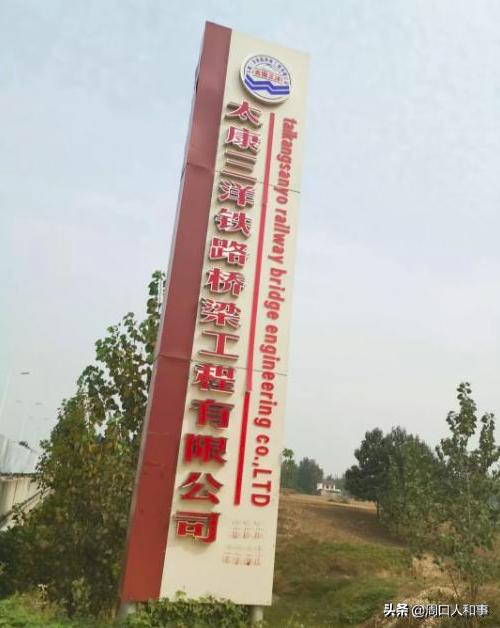 太康三洋铁路桥梁工程有限公司
taikangsanyo railway bridge engineering co.,LTD
头条 @周口人和事